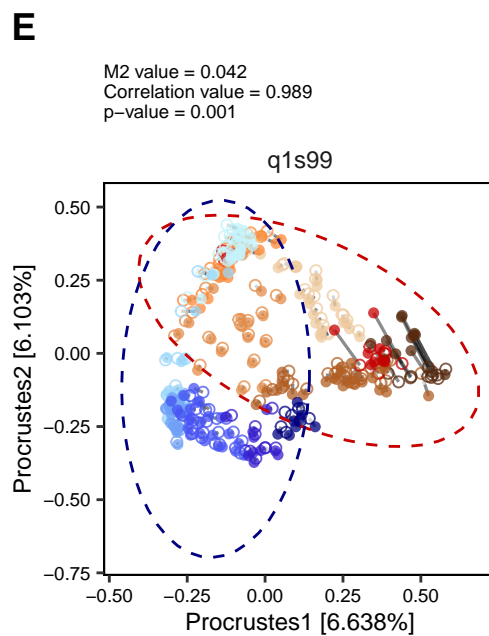 E
M2 value = 0.042
Correlation value = 0.989
p−value = 0.001
q1s99
0.50
0.25
0.00
−0.25
−0.50
−0.75
Procrustes2 [6.103%]
−0.50 −0.25 0.00 0.25 0.50
Procrustes1 [6.638%]